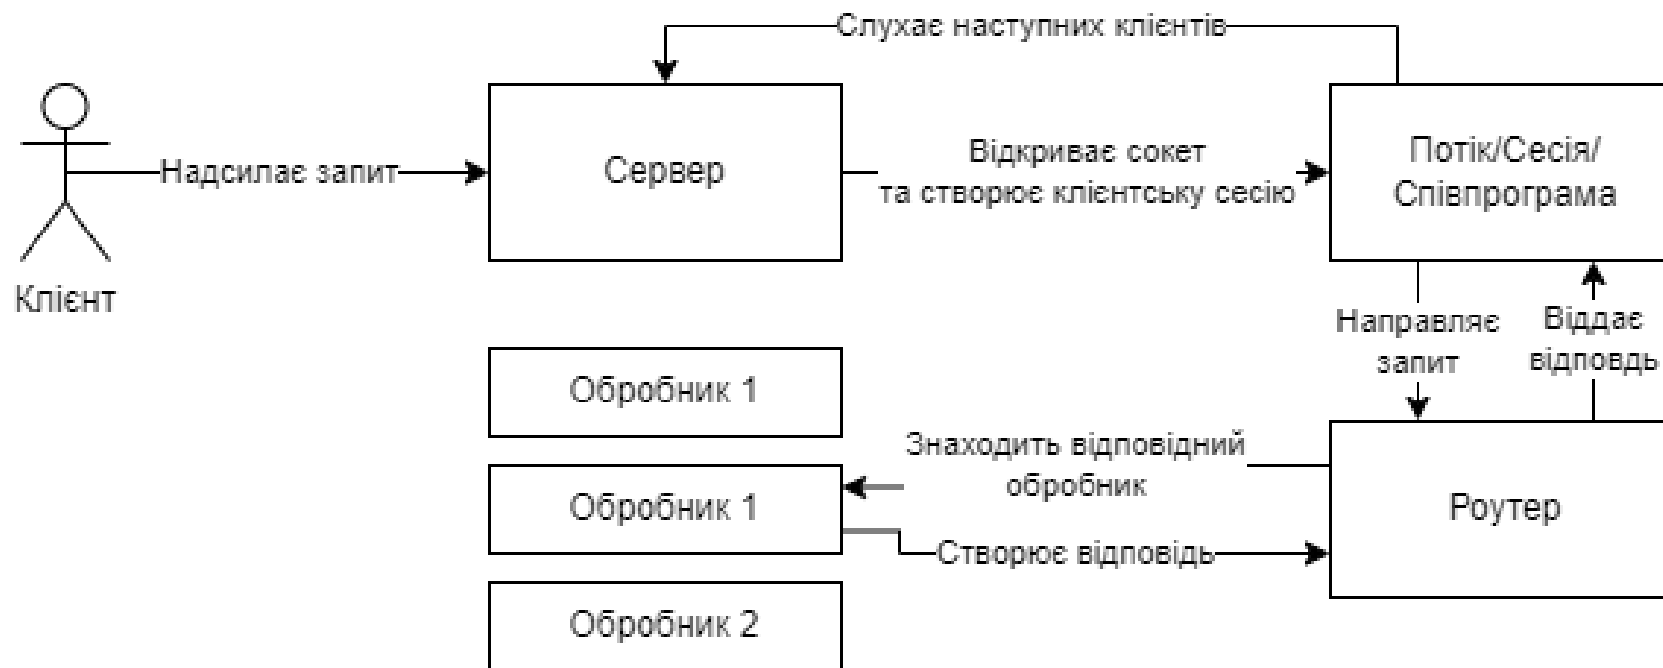 Слухає наступних клієнтів
Надсилає запит
Сервер
Відкриває сокет
та створює клієнтську сесію
Потік/Сесія/
Співпрограма
Клієнт
Направляє
запит
Віддає
відповдь
Обробник 1
Знаходить відповідний
обробник
Обробник 1
Роутер
Створює відповідь
Обробник 2